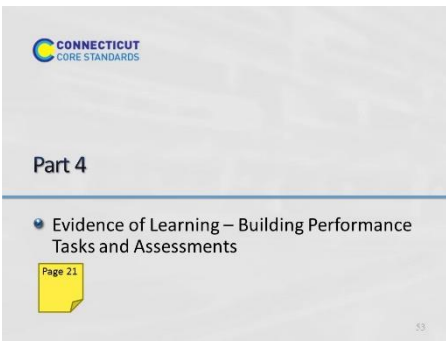 CONNECTICUT
CORE STANDARDS
Part 4
Evidence of Learning – Building Performance
Tasks and Assessments
Page 21
53